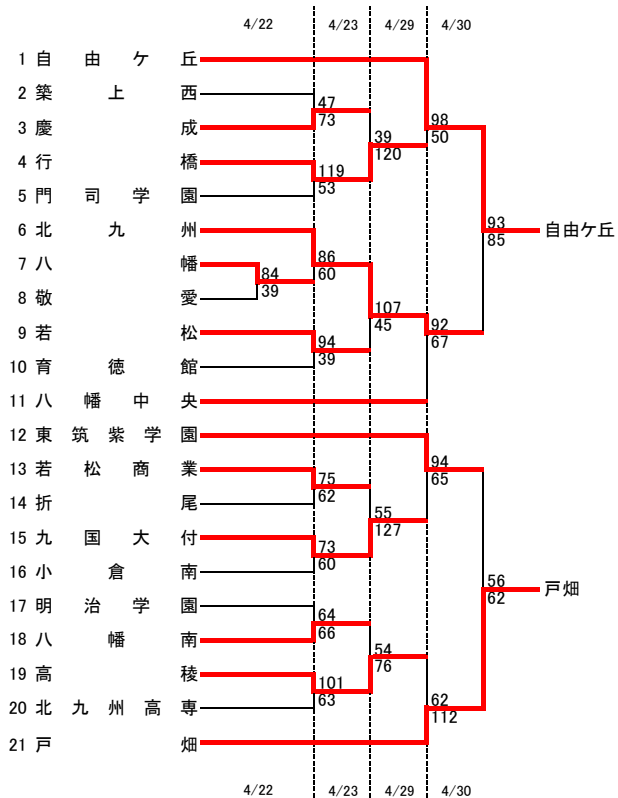 4/22 4/23 4/29 4/30
1 自由ケ丘
2 築上西
47
3 慶成
73
98
39
50
4 行橋
120
119
5 門司学園
53
6 北九州
93
自由ケ丘
85
7 八幡
86
84
60
8 敬愛
39
107
9 若松
45
92
94
67
10 育徳館
39
11 八幡中央
12 東筑紫学園
94
13 若松商業
75
65
14 折尾
62
55
15 九国大付
127
73
16 小倉南
60
56
戸畑
62
17 明治学園
64
18 八幡南
66
54
19 高稜
76
101
20 北九州高専
63
62
112
21 戸畑
4/22 4/23 4/29 4/30